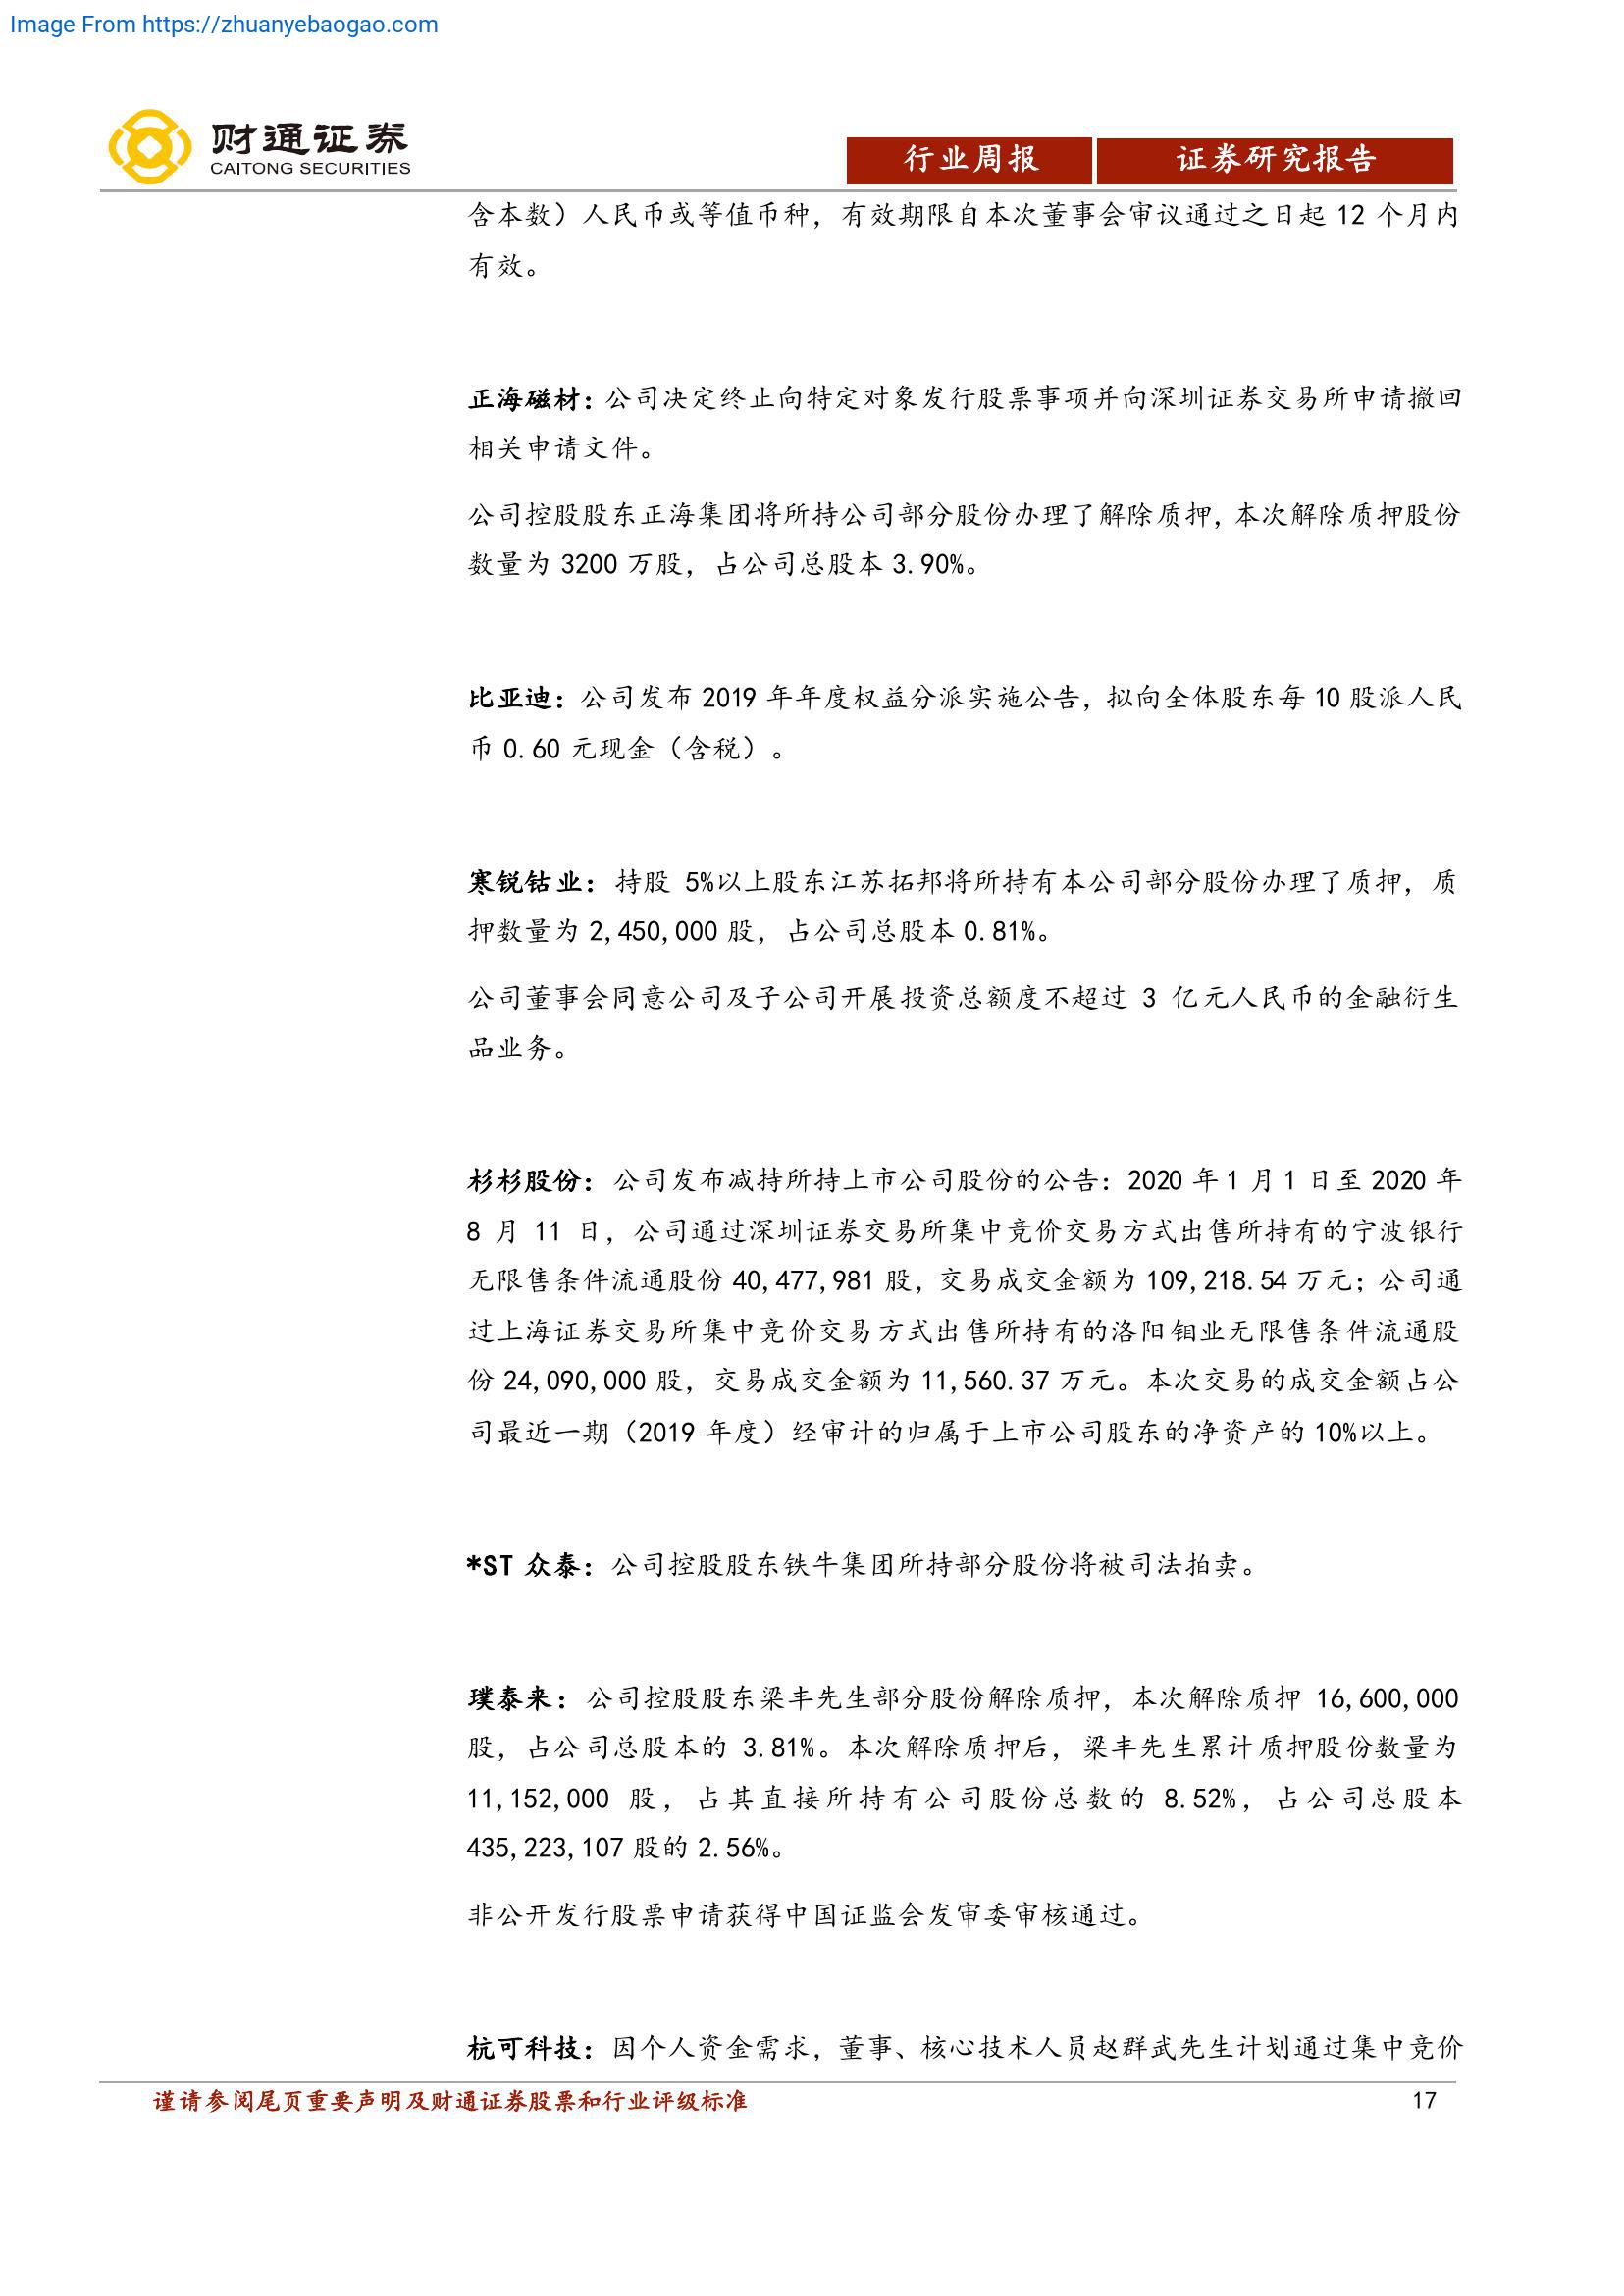 Image From https://zhuanyebaogao.com
财通证券
CAITONG SECURITIES
行业周报
证券研究报告
含本数）人民币或等值币种，有效期限自本次董事会审议通过之日起 12 个月内
有效。
正海磁材：公司决定终止向特定对象发行股票事项并向深圳证券交易所申请撤回
相关申请文件。
公司控股股东正海集团将所持公司部分股份办理了解除质押，本次解除质押股份
数量为 3200 万股，占公司总股本 3.90%。
比亚迪：公司发布 2019 年年度权益分派实施公告，拟向全体股东每 10 股派人民
币 0.60 元现金（含税）。
寒锐钴业：持股 5%以上股东江苏拓邦将所持有本公司部分股份办理了质押，质
押数量为 2,450,000 股，占公司总股本 0.81%。
公司董事会同意公司及子公司开展投资总额度不超过 3 亿元人民币的金融衍生
品业务。
杉杉股份：公司发布减持所持上市公司股份的公告：2020 年 1 月 1 日至 2020 年
8 月 11 日，公司通过深圳证券交易所集中竞价交易方式出售所持有的宁波银行
无限售条件流通股份 40,477,981 股，交易成交金额为 109,218.54 万元；公司通
过上海证券交易所集中竞价交易方式出售所持有的洛阳钼业无限售条件流通股
份 24,090,000 股，交易成交金额为 11,560.37 万元。本次交易的成交金额占公
司最近一期（2019 年度）经审计的归属于上市公司股东的净资产的 10%以上。
*ST 众泰：公司控股股东铁牛集团所持部分股份将被司法拍卖。
璞泰来：公司控股股东梁丰先生部分股份解除质押，本次解除质押 16,600,000
股，占公司总股本的 3.81%。本次解除质押后，梁丰先生累计质押股份数量为
11,152,000 股，占其直接所持有公司股份总数的 8.52%，占公司总股本
435,223,107 股的 2.56%。
非公开发行股票申请获得中国证监会发审委审核通过。
杭可科技：因个人资金需求，董事、核心技术人员赵群武先生计划通过集中竞价
谨请参阅尾页重要声明及财通证券股票和行业评级标准
17